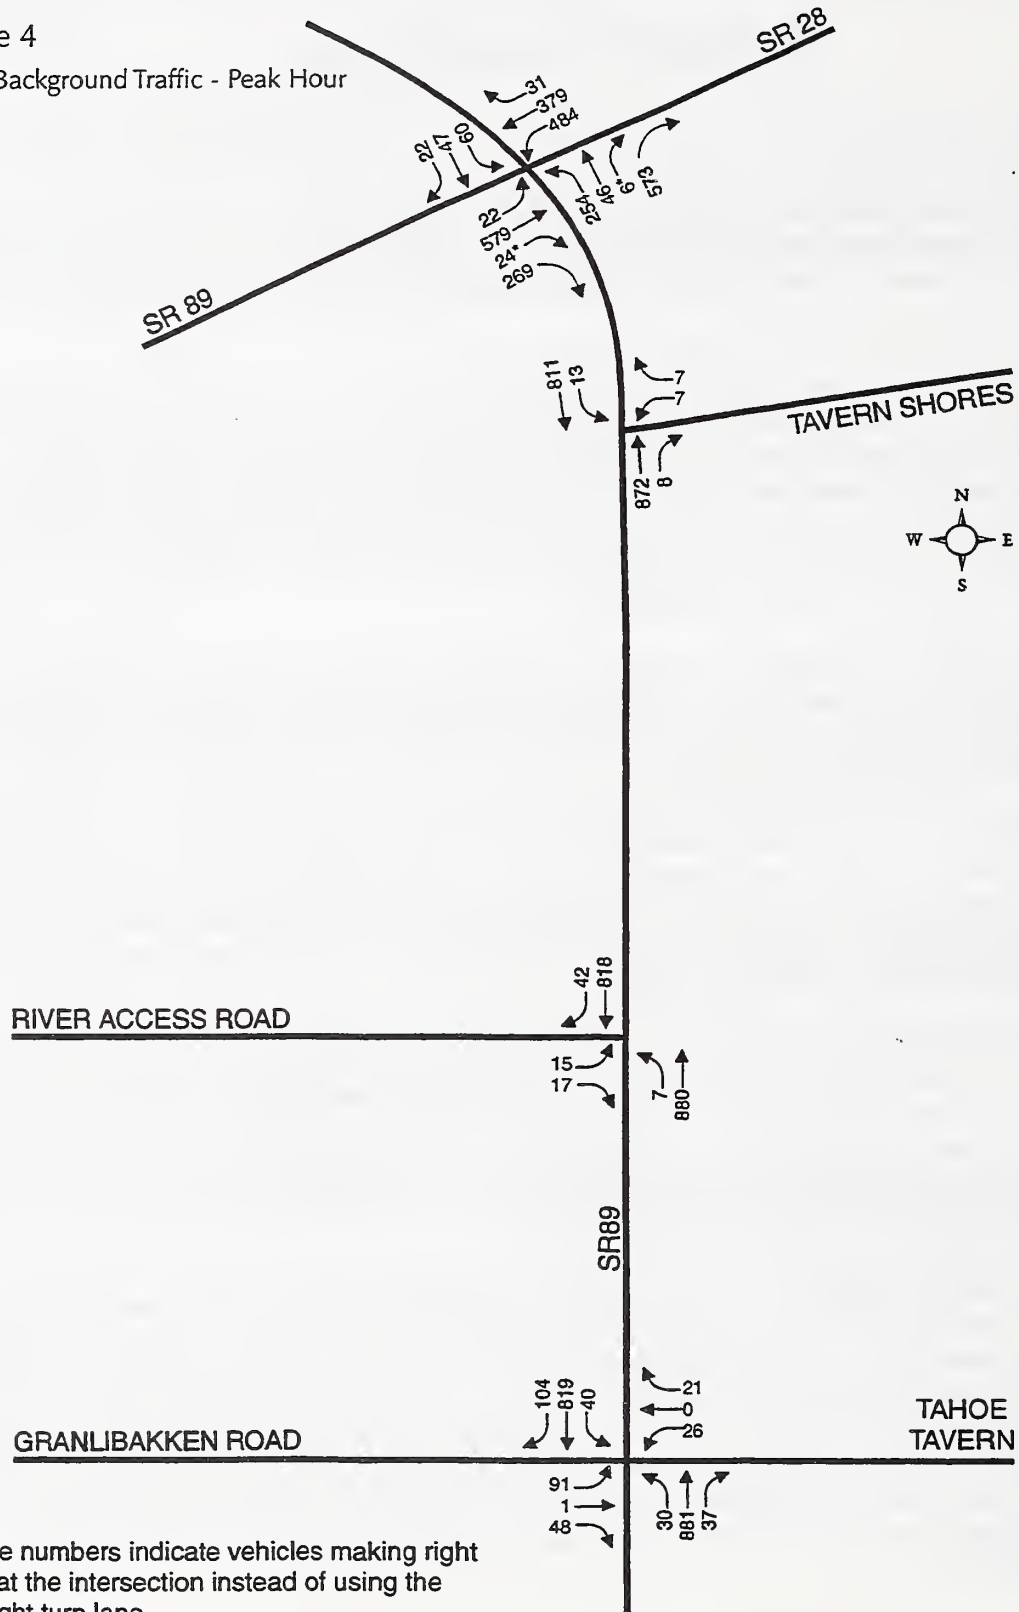 e 4
Background Traffic - Peak Hour
SR 28
31
379
484
60
47
22
573
6*
46
254
22
579
24*
269
SR 89
811
13
7
7
TAVERN SHORES
872
8
N
W E
S
42
818
RIVER ACCESS ROAD
15
17
7
880
SR89
104
819
40
21
0
26
TAHOE
TAVERN
GRANLIBAKKEN ROAD
91
1
48
30
881
37
e numbers indicate vehicles making right
at the intersection instead of using the
ght turn lane